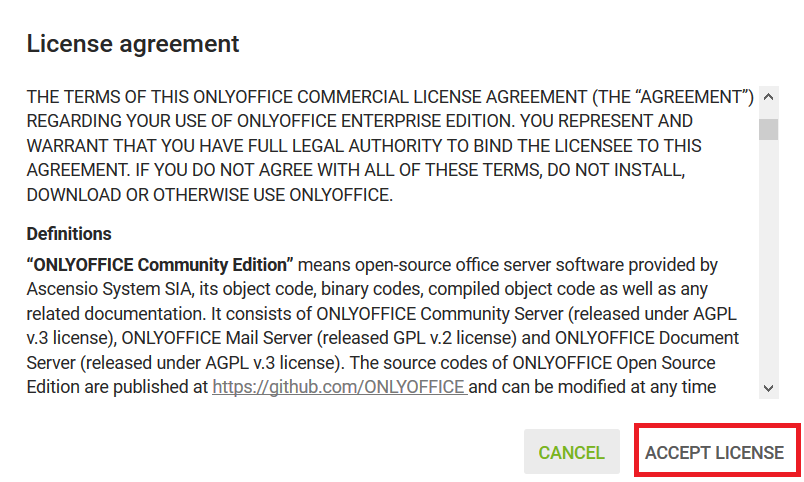 License agreement
THE TERMS OF THIS ONLYOFFICE COMMERCIAL LICENSE AGREEMENT (THE “AGREEMENT”)
REGARDING YOUR USE OF ONLYOFFICE ENTERPRISE EDITION. YOU REPRESENT AND
WARRANT THAT YOU HAVE FULL LEGAL AUTHORITY TO BIND THE LICENSEE TO THIS
AGREEMENT. IF YOU DO NOT AGREE WITH ALL OF THESE TERMS, DO NOT INSTALL,
DOWNLOAD OR OTHERWISE USE ONLYOFFICE.
Definitions
“ONLYOFFICE Community Edition” means open-source office server software provided by
Ascensio System SIA, its object code, binary codes, compiled object code as well as any
related documentation. It consists of ONLYOFFICE Community Server (released under AGPL
v.3 license), ONLYOFFICE Mail Server (released GPL v.2 license) and ONLYOFFICE Document
Server (released under AGPL v.3 license). The source codes of ONLYOFFICE Open Source
Edition are published at https://github.com/ONLYOFFICE and can be modified at any time
CANCEL ACCEPT LICENSE